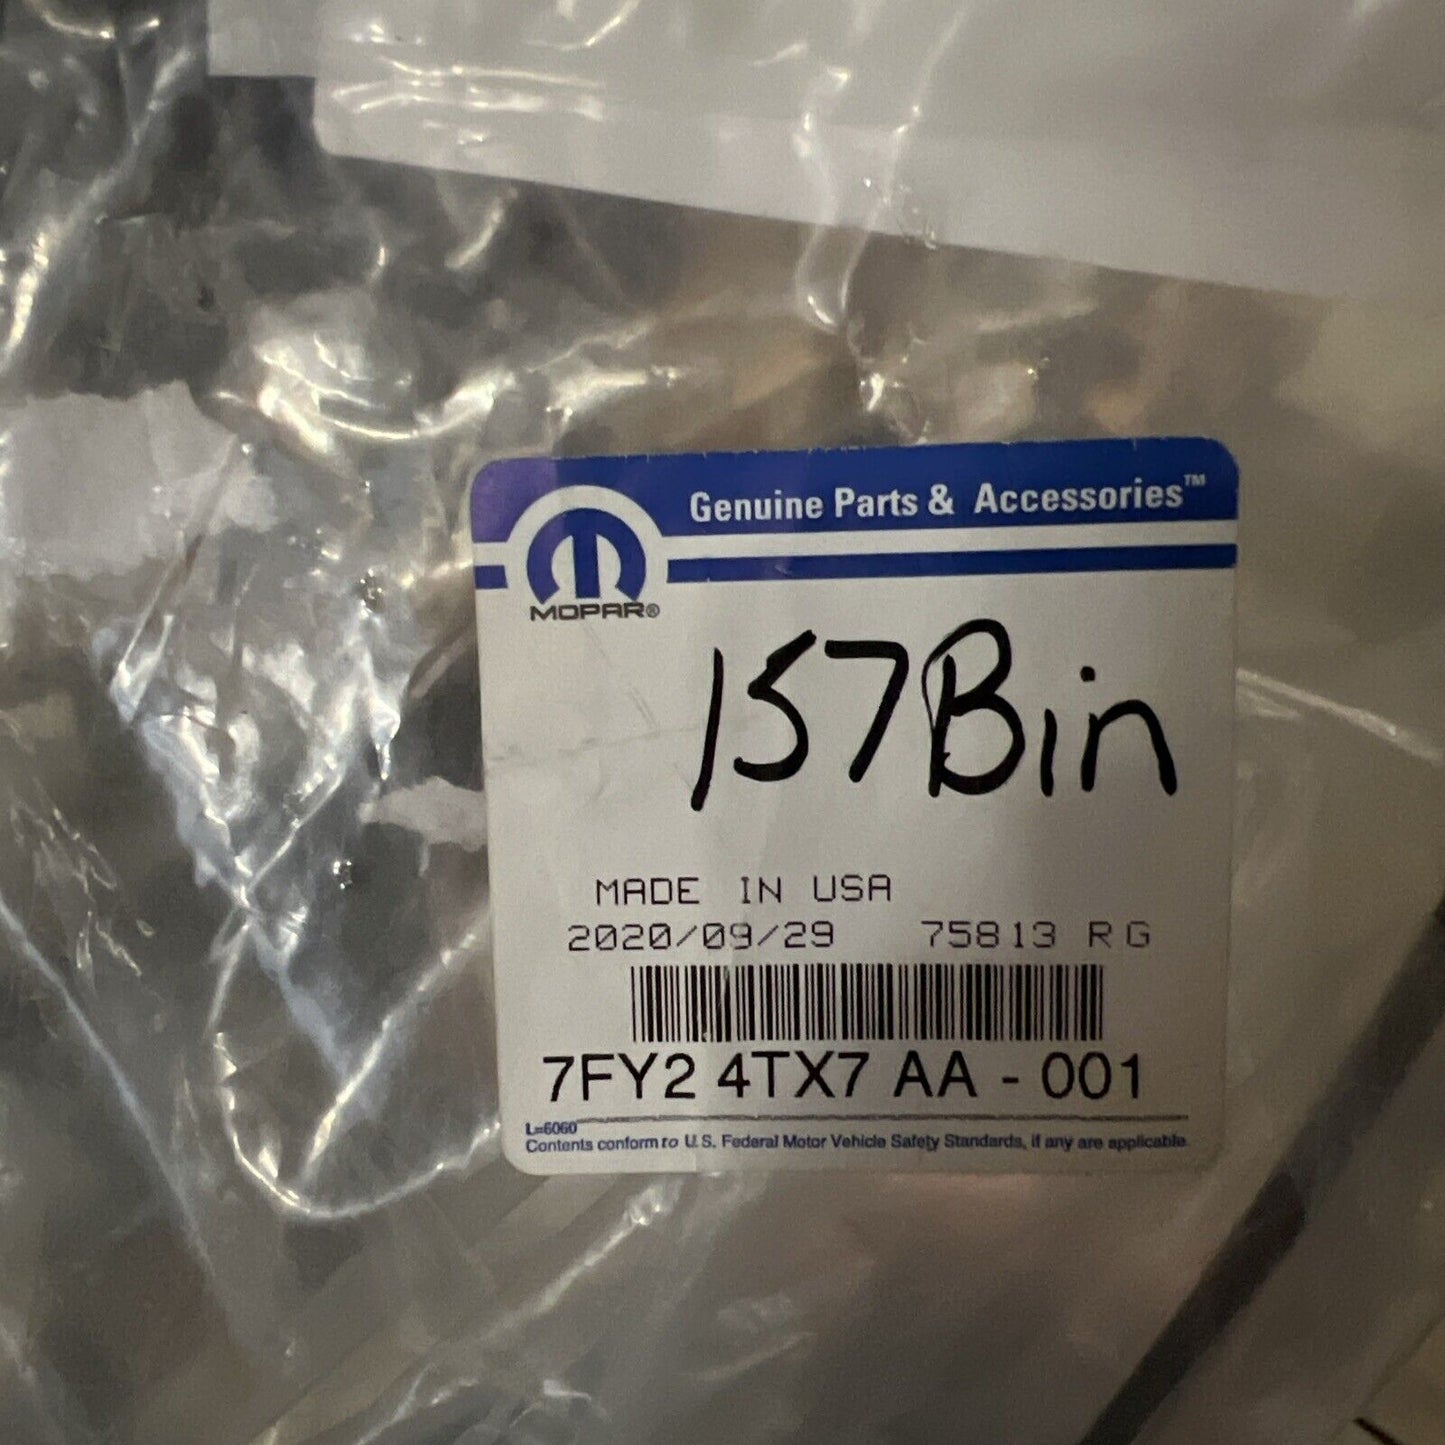 Genuine Parts & Accessories™
MOPAR®
157Bin
MADE IN USA
2020/09/29 75813 RG
7FY2 4TX7 AA - 001
L=6060
Contents conform to U.S. Federal Motor Vehicle Safety Standards, if any are applicable.